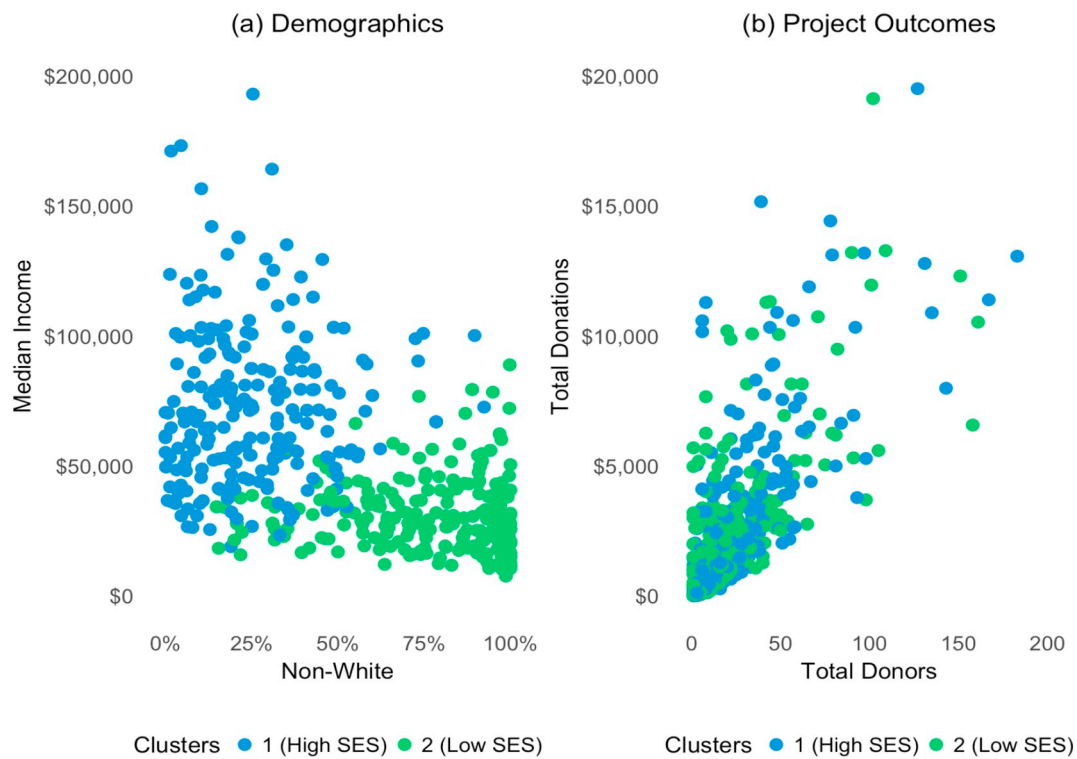 (a) Demographics
Median Income
$200,000
$150,000
$100,000
$50,000
$0
0% 25% 50% 75% 100%
Non-White
Clusters 1 (High SES) 2 (Low SES)
(b) Project Outcomes
Total Donations
$20,000
$15,000
$10,000
$5,000
$0
0 50 100 150 200
Total Donors
Clusters 1 (High SES) 2 (Low SES)